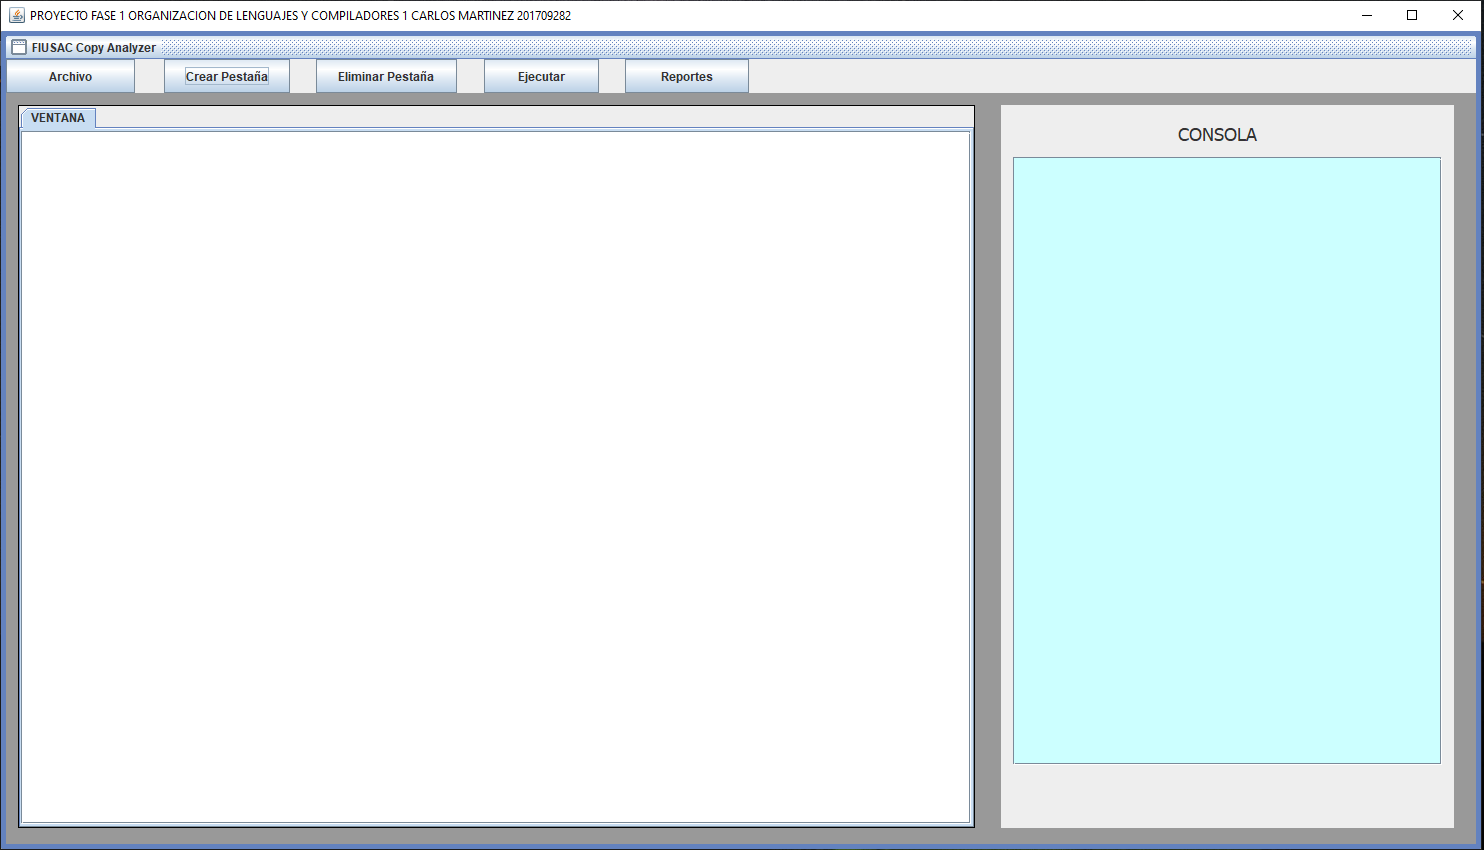 PROYECTO FASE 1 ORGANIZACION DE LENGUAJES Y COMPILADORES 1 CARLOS MARTINEZ 201709282
FIUSAC Copy Analyzer
Archivo Crear Pestaña Eliminar Pestaña Ejecutar Reportes
VENTANA
CONSOLA